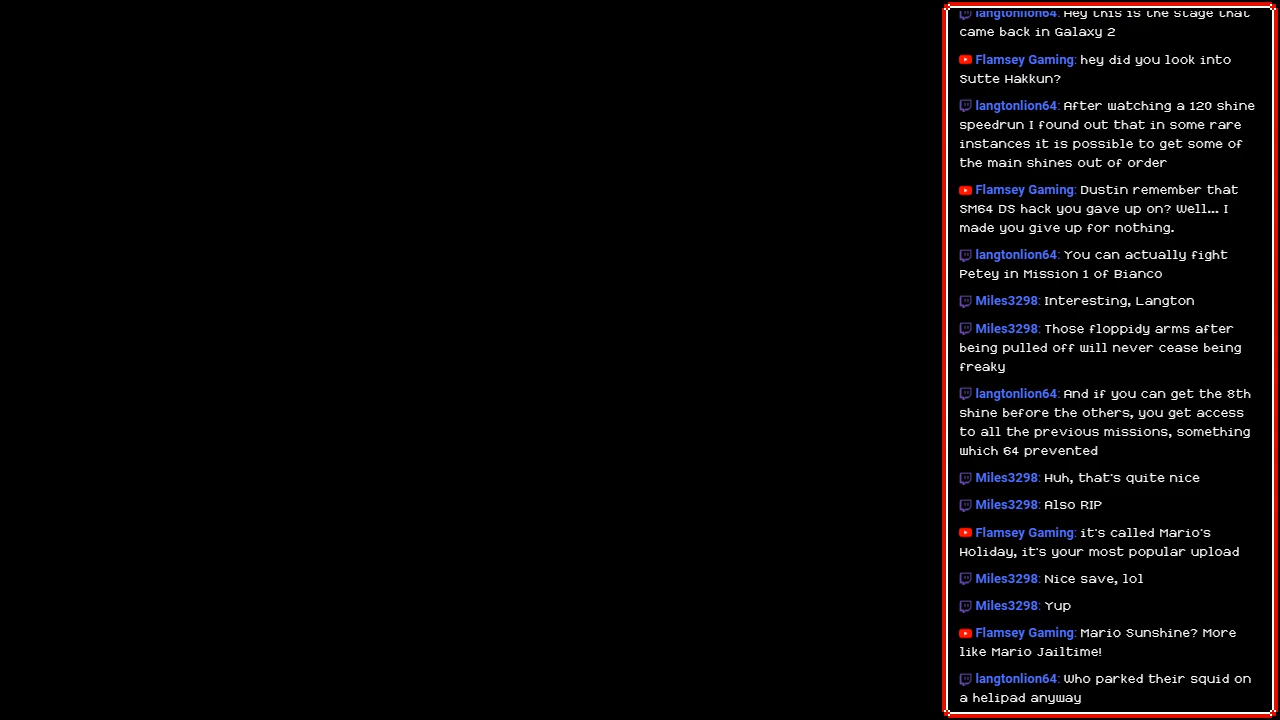 langtonlion64: Hey this is the stage that
came back in Galaxy 2
Flamsey Gaming: hey did you look into
Sutte Hakkun?
langtonlion64: After watching a 120 shine
speedrun I found out that in some rare
instances it is possible to get some of
the main shines out of order
Flamsey Gaming: Dustin remember that
SM64 DS hack you gave up on? Well... I
made you give up for nothing.
langtonlion64: You can actually fight
Petey in Mission 1 of Bianco
Miles3298: Interesting, Langton
Miles3298: Those floppidy arms after
being pulled off will never cease being
freaky
langtonlion64: And if you can get the 8th
shine before the others, you get access
to all the previous missions, something
which 64 prevented
Miles3298: Huh, that's quite nice
Miles3298: Also RIP
Flamsey Gaming: it's called Mario's
Holiday, it's your most popular upload
Miles3298: Nice save, lol
Miles3298: Yup
Flamsey Gaming: Mario Sunshine? More
like Mario Jailtime!
langtonlion64: Who parked their squid on
a helipad anyway